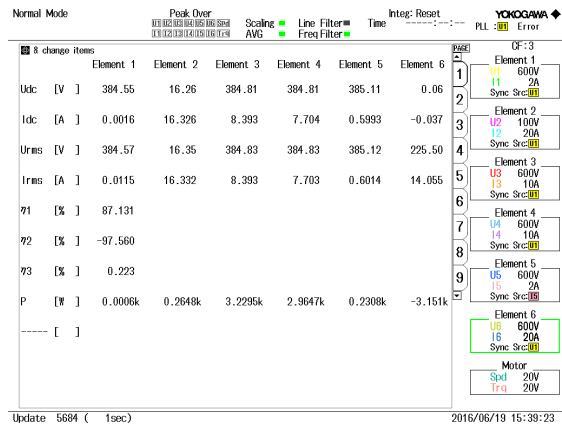 Normal Mode Peak Over Scaling Line Filter Time Integ: Reset YOKOGAWA
U1 U2 U3 U4 U5 U6 Spd AVG Freq Filter -----:--:-- PLL :U1 Error
I1 I2 I3 I4 I5 I6 Trq
8 change items PAGE CF:3
Element 1 Element 2 Element 3 Element 4 Element 5 Element 6
Udc [V ] 384.55 16.26 384.81 384.81 385.11 0.06
Idc [A ] 0.0016 16.326 8.393 7.704 0.5993 -0.037
Urms [V ] 384.57 16.35 384.83 384.83 385.12 225.50
Irms [A ] 0.0115 16.332 8.393 7.703 0.6014 14.055
η1 [% ] 87.131
η2 [% ] -97.560
η3 [% ] 0.223
P [W ] 0.0006k 0.2648k 3.2295k 2.9647k 0.2308k -3.151k
----- [ ]
1
2
3
4
5
6
7
8
9
Element 1
U1 600V
I1 2A
Sync Src:U1
Element 2
U2 100V
I2 20A
Sync Src:U1
Element 3
U3 600V
I3 10A
Sync Src:U1
Element 4
U4 600V
I4 10A
Sync Src:U1
Element 5
U5 600V
I5 2A
Sync Src:I5
Element 6
U6 600V
I6 20A
Sync Src:U1
Motor
Spd 20V
Trq 20V
Update 5684 ( 1sec) 2016/06/19 15:39:23